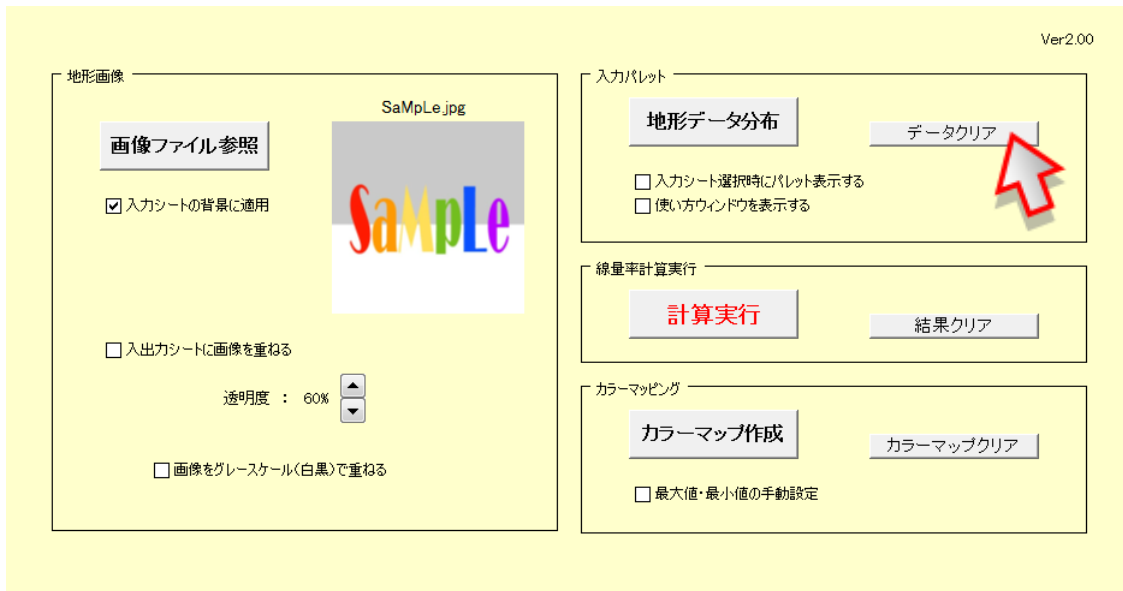 Ver2.00
地形画像
SaMpLe.jpg
画像ファイル参照
入力シートの背景に適用
SaMpLe
入出力シートに画像を重ねる
透明度 ： 60%
画像をグレースケール(白黒)で重ねる
入力パレット
地形データ分布
データクリア
入力シート選択時にパレット表示する
使い方ウィンドウを表示する
線量率計算実行
計算実行
結果クリア
カラーマッピング
カラーマップ作成
カラーマップクリア
最大値・最小値の手動設定